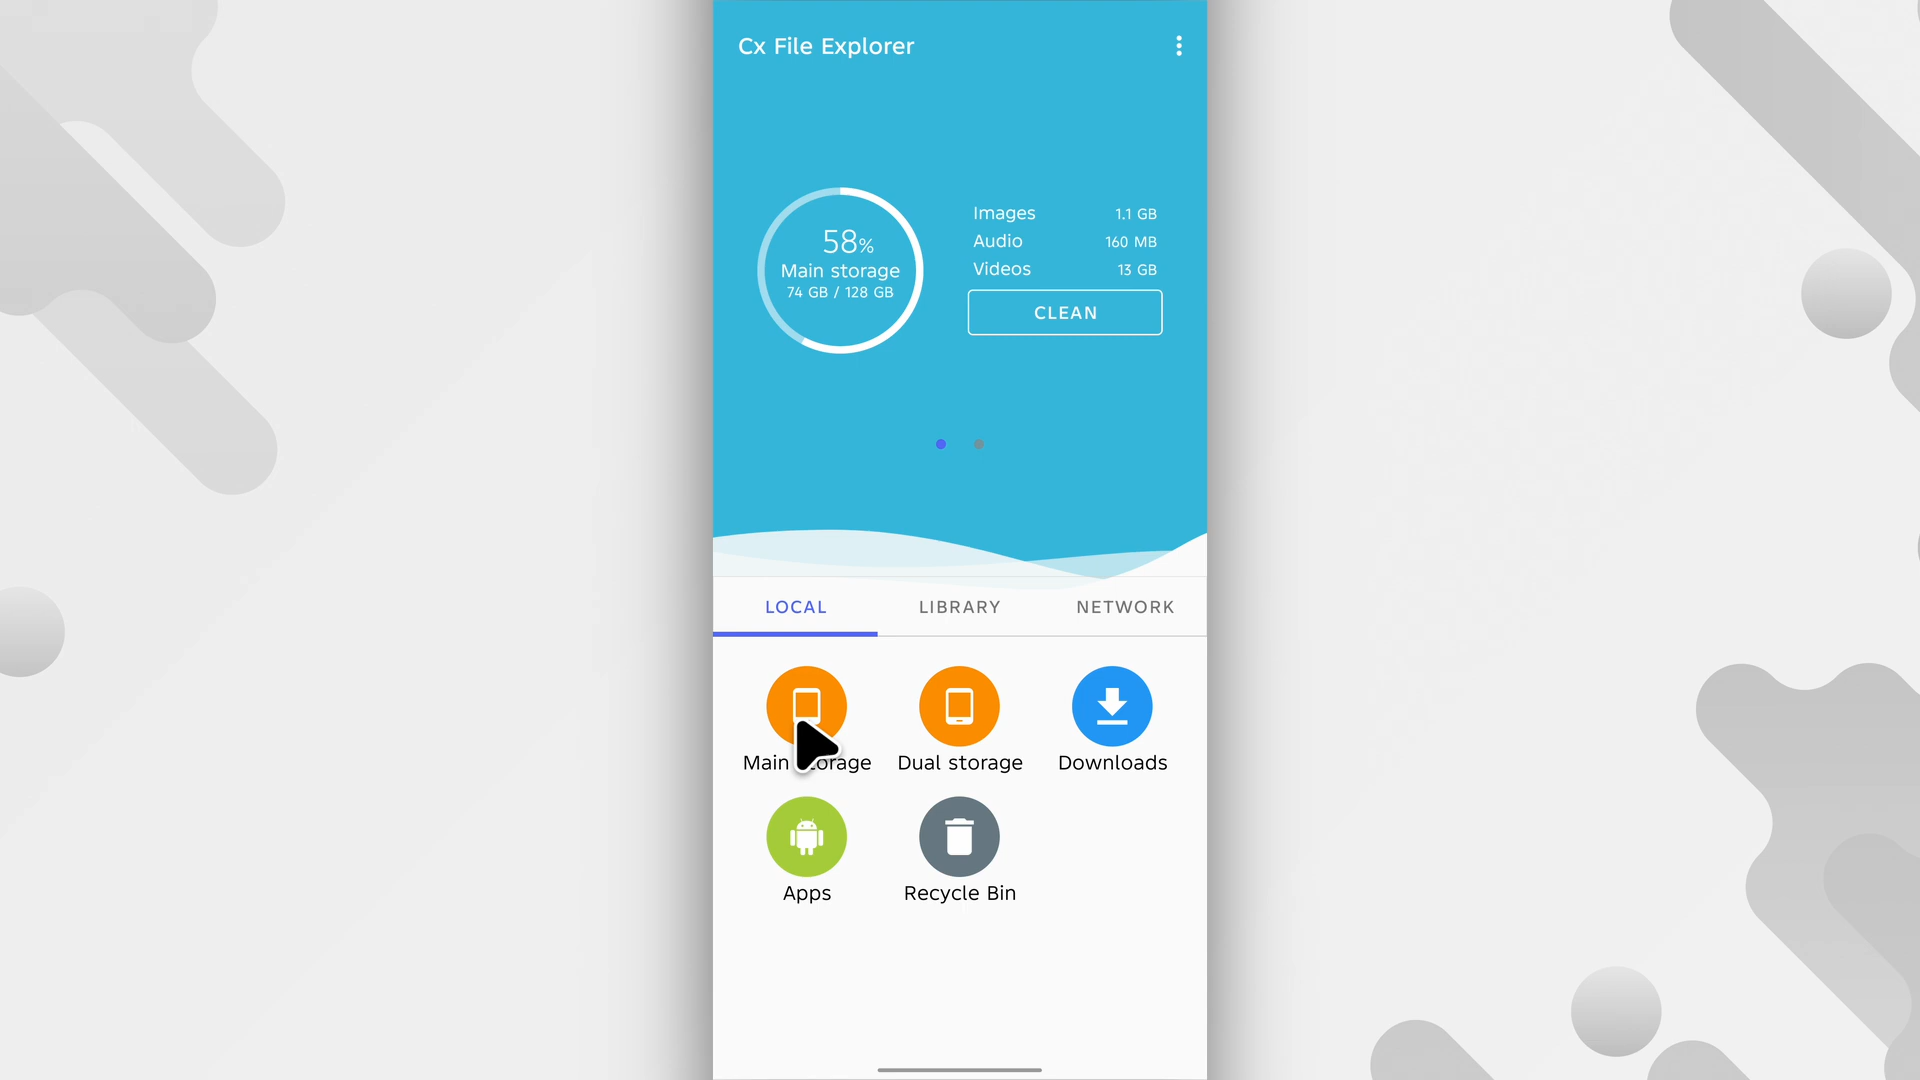 Cx File Explorer
58%
Main storage
74 GB / 128 GB
Images 1.1 GB
Audio 160 MB
Videos 13 GB
CLEAN
LOCAL LIBRARY NETWORK
Main storage Dual storage Downloads
Apps Recycle Bin